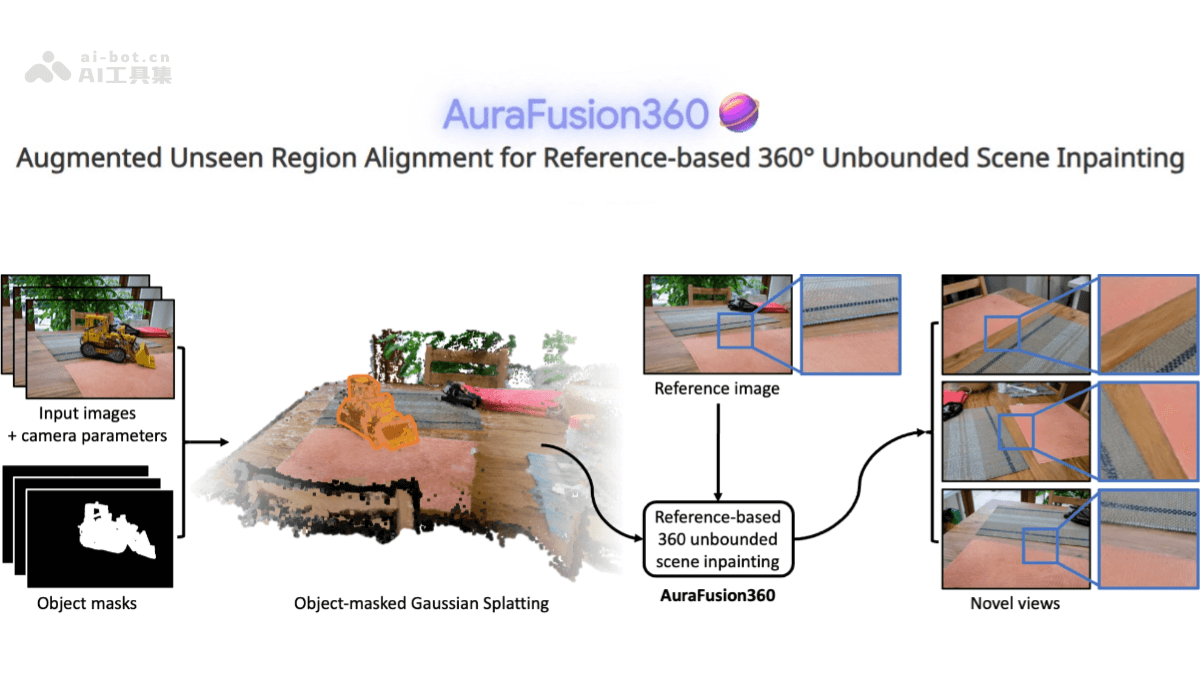 ai-bot.cn
AI工具集
AuraFusion360
Augmented Unseen Region Alignment for Reference-based 360° Unbounded Scene Inpainting
Input images
+ camera parameters
Object masks
Object-masked Gaussian Splatting
Reference image
Reference-based
360 unbounded
scene inpainting
AuraFusion360
Novel views